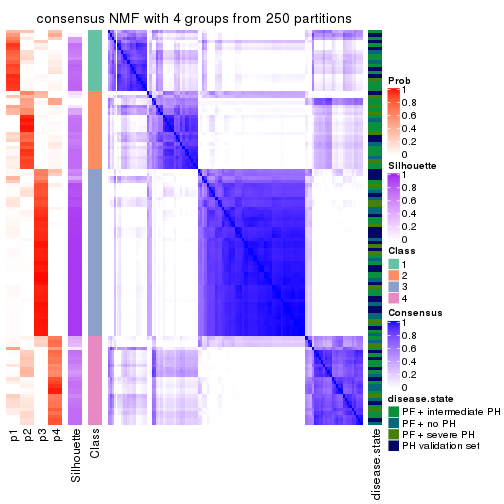 consensus NMF with 4 groups from 250 partitions
Prob
1
0.8
0.6
0.4
0.2
0
Silhouette
1
0.8
0.6
0.4
0.2
0
Class
1
2
3
4
Consensus
1
0.8
0.6
0.4
0.2
0
disease.state
PF + intermediate PH
PF + no PH
PF + severe PH
PH validation set
p1
p2
p3
p4
Silhouette
Class
disease.state